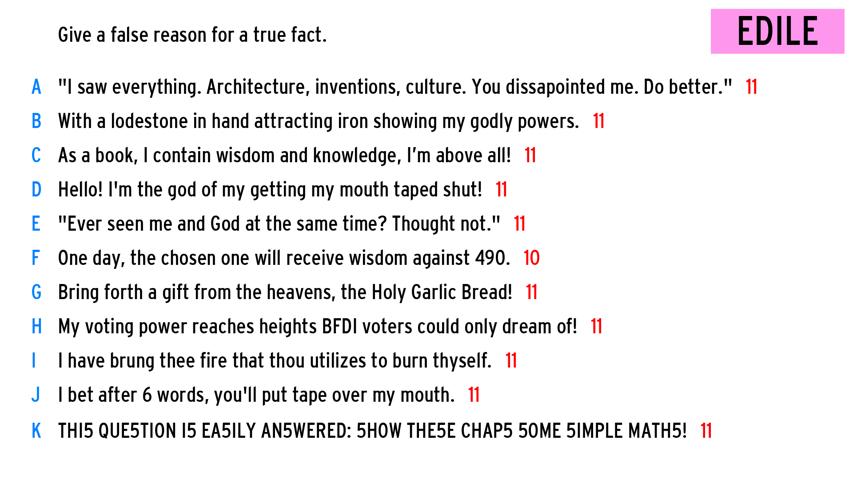 Give a false reason for a true fact.
EDILE
A "I saw everything. Architecture, inventions, culture. You dissapointed me. Do better." 11
B With a lodestone in hand attracting iron showing my godly powers. 11
C As a book, I contain wisdom and knowledge, I'm above all! 11
D Hello! I'm the god of my getting my mouth taped shut! 11
E "Ever seen me and God at the same time? Thought not." 11
F One day, the chosen one will receive wisdom against 490. 10
G Bring forth a gift from the heavens, the Holy Garlic Bread! 11
H My voting power reaches heights BFDI voters could only dream of! 11
I I have brung thee fire that thou utilizes to burn thyself. 11
J I bet after 6 words, you'll put tape over my mouth. 11
K THI5 QUE5TION I5 EA5ILY AN5WERED: 5HOW THE5E CHAP5 5OME 5IMPLE MATH5! 11